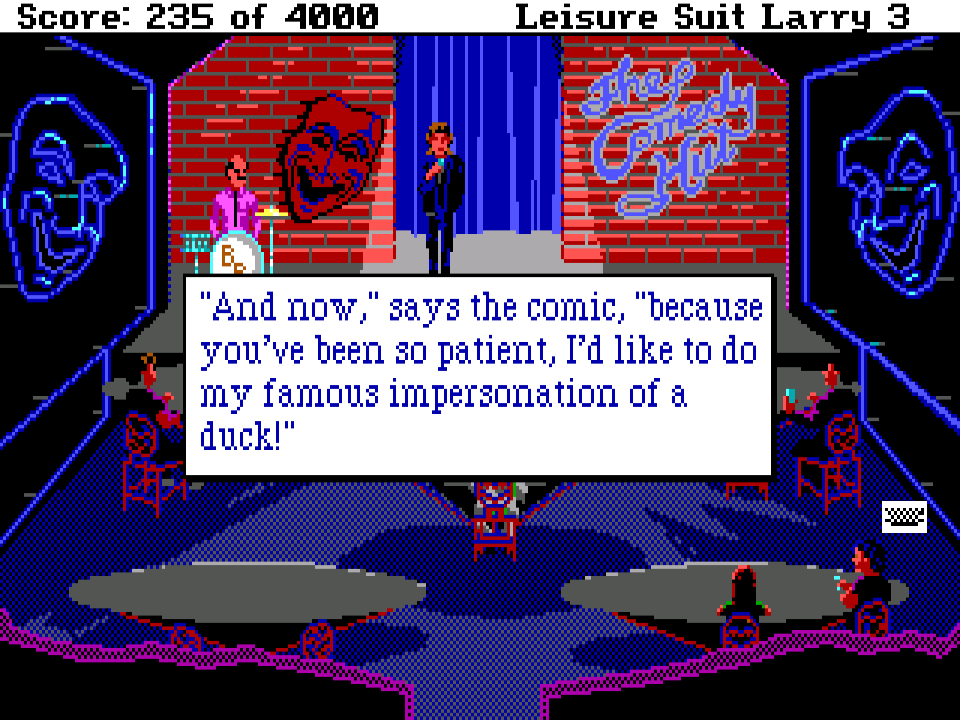 Score: 235 of 4000 Leisure Suit Larry 3
The
Comedy
Hut
BB
"And now," says the comic, "because
you've been so patient, I'd like to do
my famous impersonation of a
duck!"